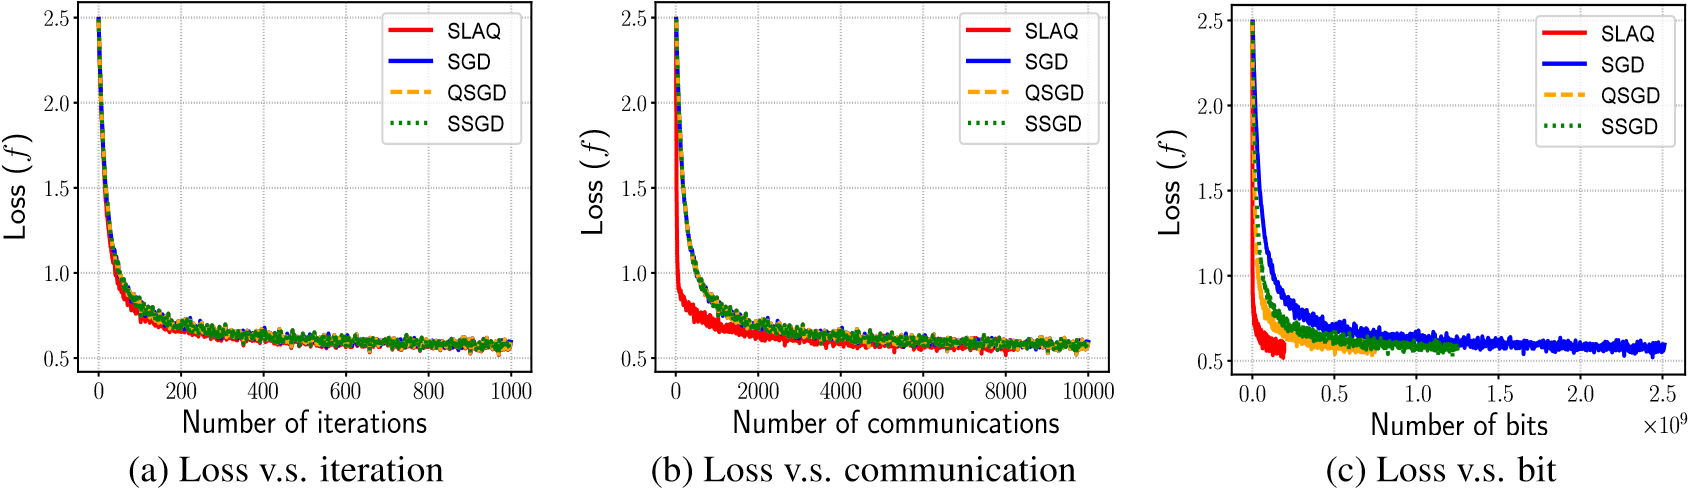 2.5
2.0
1.5
1.0
0.5
Loss (f)
SLAQ
SGD
QSGD
SSGD
0 200 400 600 800 1000
Number of iterations
(a) Loss v.s. iteration
2.5
2.0
1.5
1.0
0.5
Loss (f)
SLAQ
SGD
QSGD
SSGD
0 2000 4000 6000 8000 10000
Number of communications
(b) Loss v.s. communication
2.5
2.0
1.5
1.0
0.5
Loss (f)
SLAQ
SGD
QSGD
SSGD
0.0 0.5 1.0 1.5 2.0 2.5
×10⁹
Number of bits
(c) Loss v.s. bit